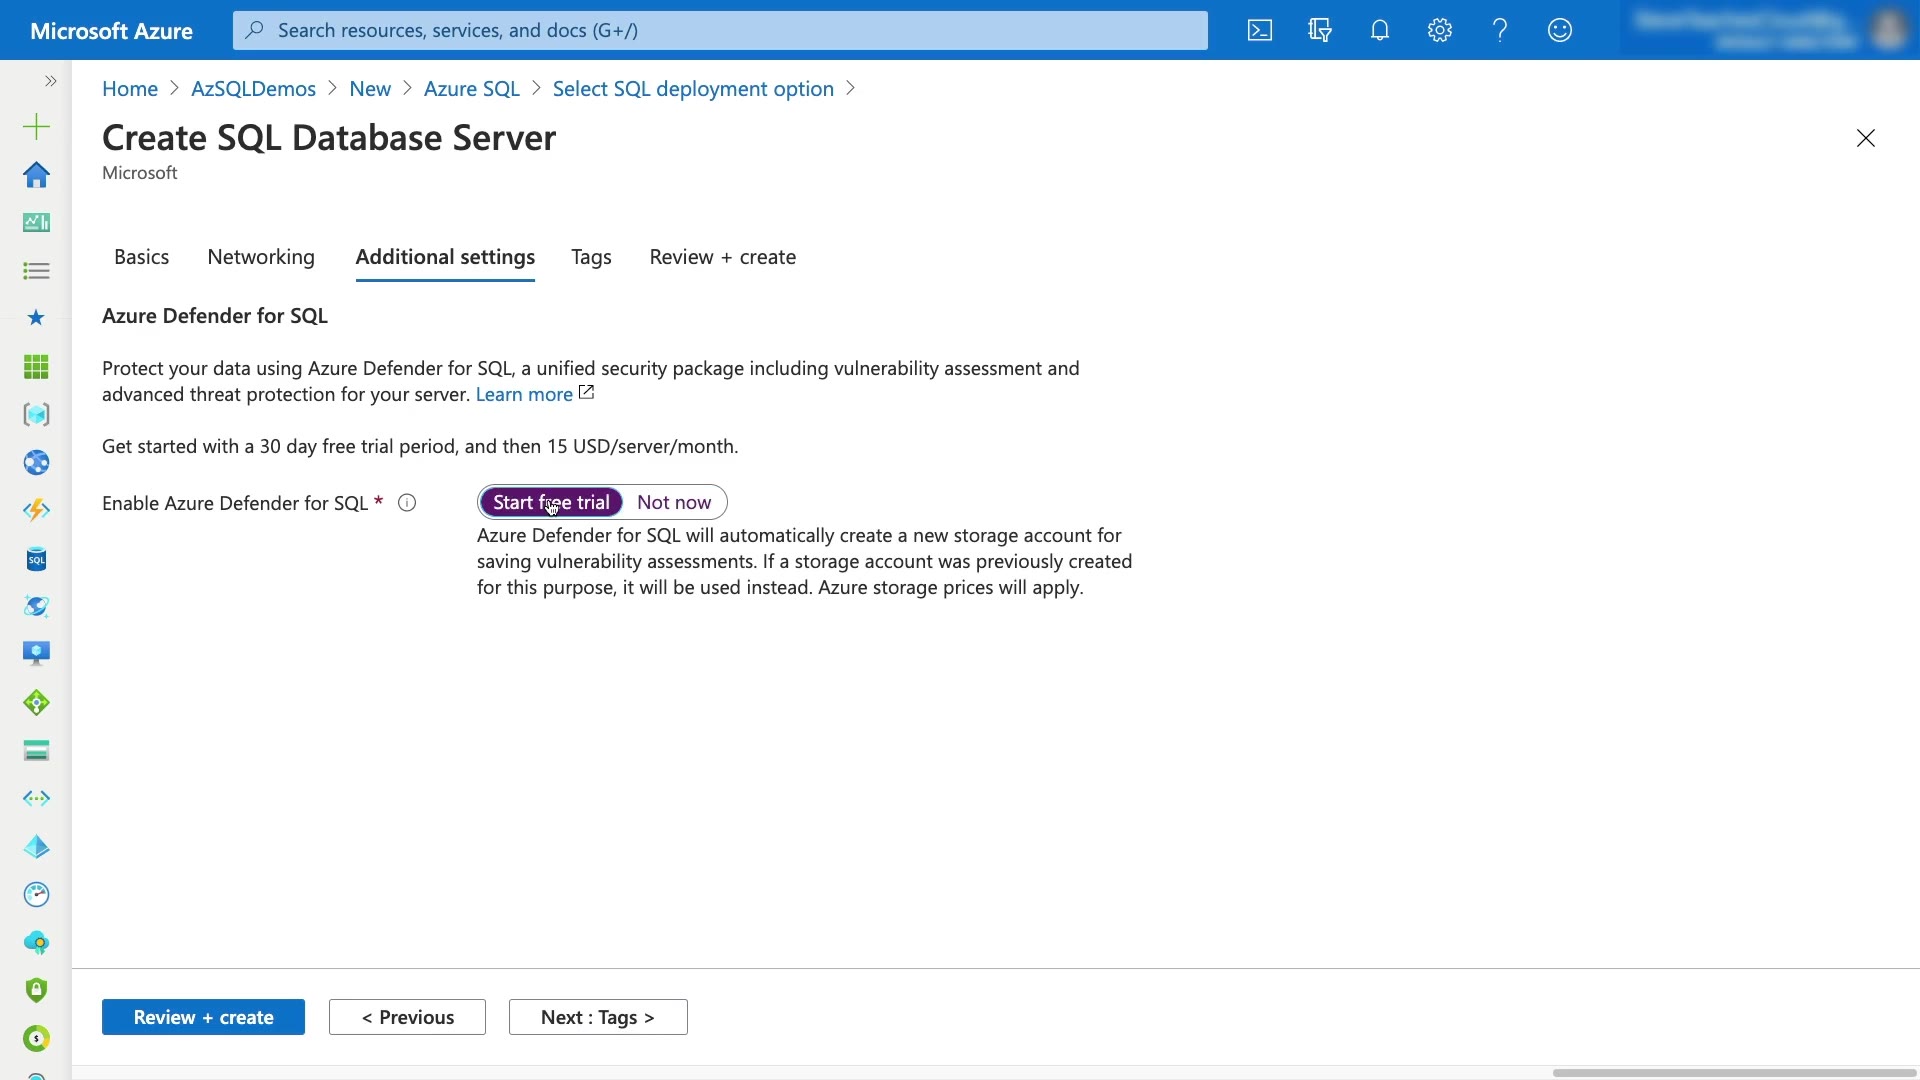 Microsoft Azure
Search resources, services, and docs (G+/)
Home > AzSQLDemos > New > Azure SQL > Select SQL deployment option >
Create SQL Database Server
Microsoft
Basics
Networking
Additional settings
Tags
Review + create
Azure Defender for SQL
Protect your data using Azure Defender for SQL, a unified security package including vulnerability assessment and
advanced threat protection for your server. Learn more
Get started with a 30 day free trial period, and then 15 USD/server/month.
Enable Azure Defender for SQL *
Start free trial
Not now
Azure Defender for SQL will automatically create a new storage account for
saving vulnerability assessments. If a storage account was previously created
for this purpose, it will be used instead. Azure storage prices will apply.
SQL
Review + create
< Previous
Next : Tags >